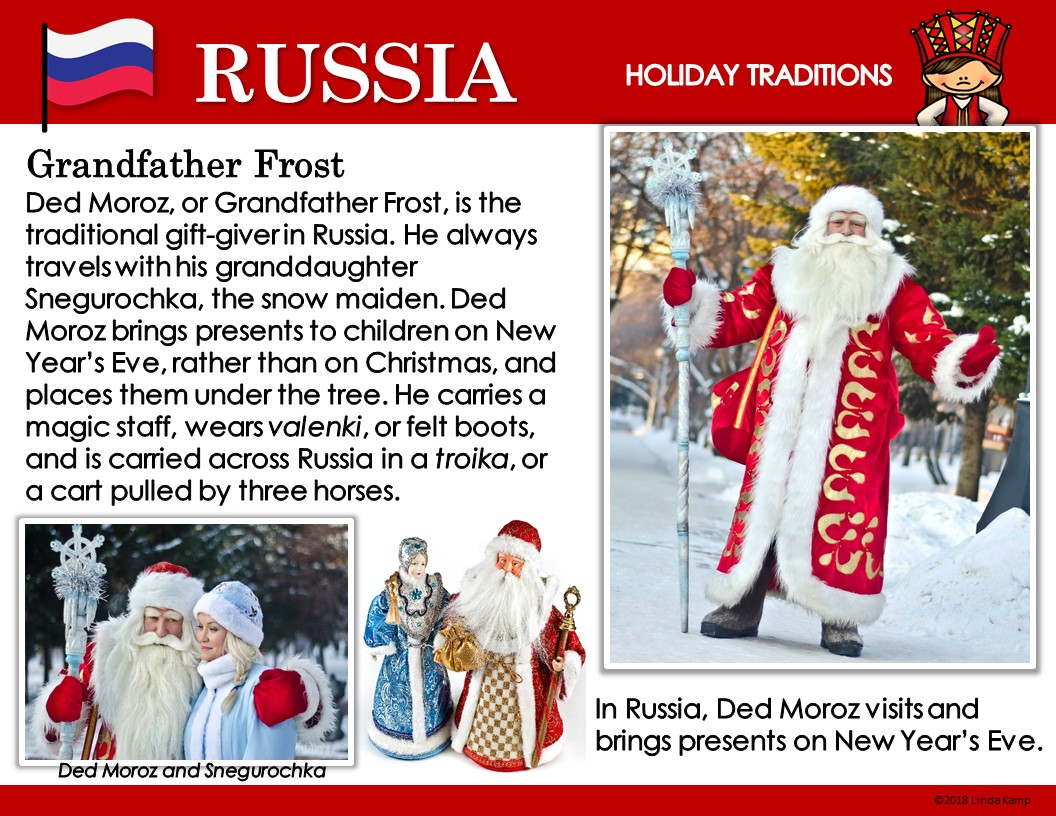 RUSSIA
HOLIDAY TRADITIONS
Grandfather Frost
Ded Moroz, or Grandfather Frost, is the
traditional gift-giver in Russia. He always
travels with his granddaughter
Snegurochka, the snow maiden. Ded
Moroz brings presents to children on New
Year's Eve, rather than on Christmas, and
places them under the tree. He carries a
magic staff, wears valenki, or felt boots,
and is carried across Russia in a troika, or
a cart pulled by three horses.
Ded Moroz and Snegurochka
In Russia, Ded Moroz visits and
brings presents on New Year's Eve.
©2018 Linda Kamp